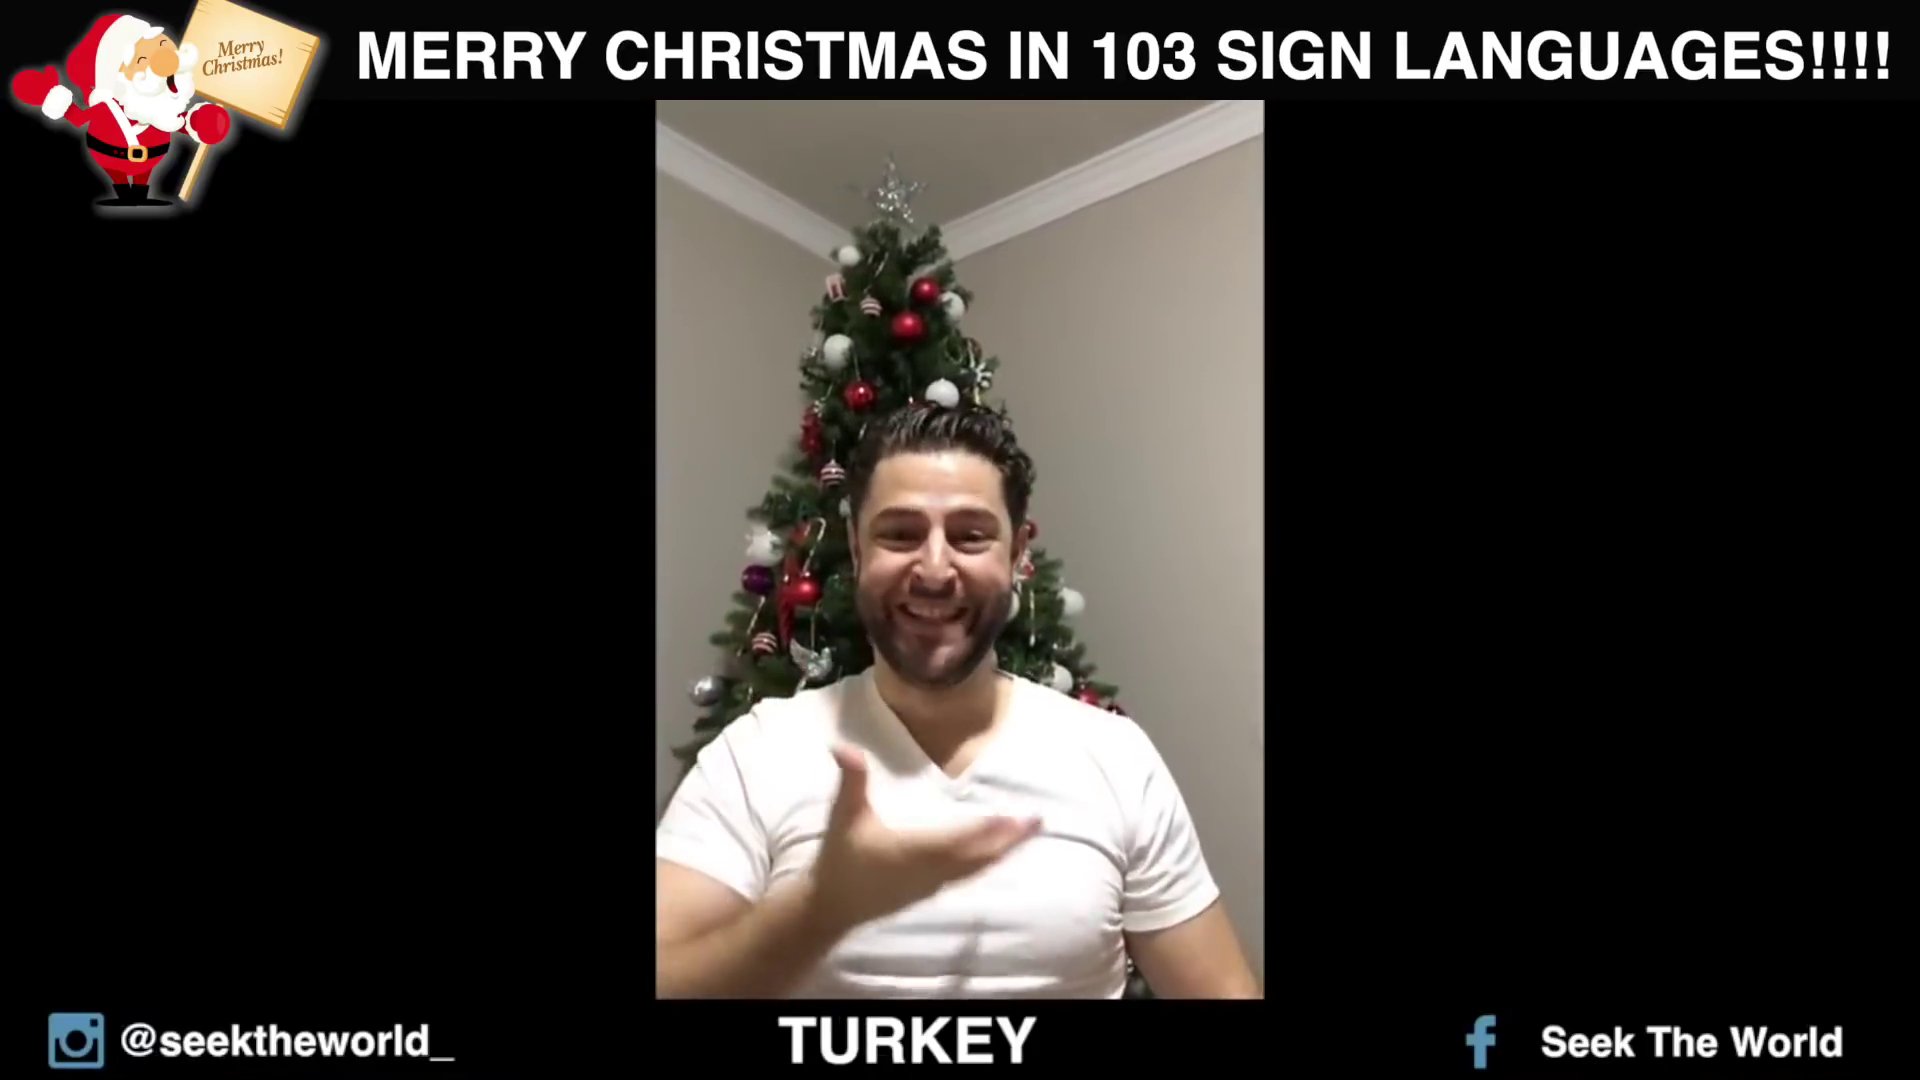 Merry
Christmas!
MERRY CHRISTMAS IN 103 SIGN LANGUAGES!!!!
TURKEY
@seektheworld_
Seek The World